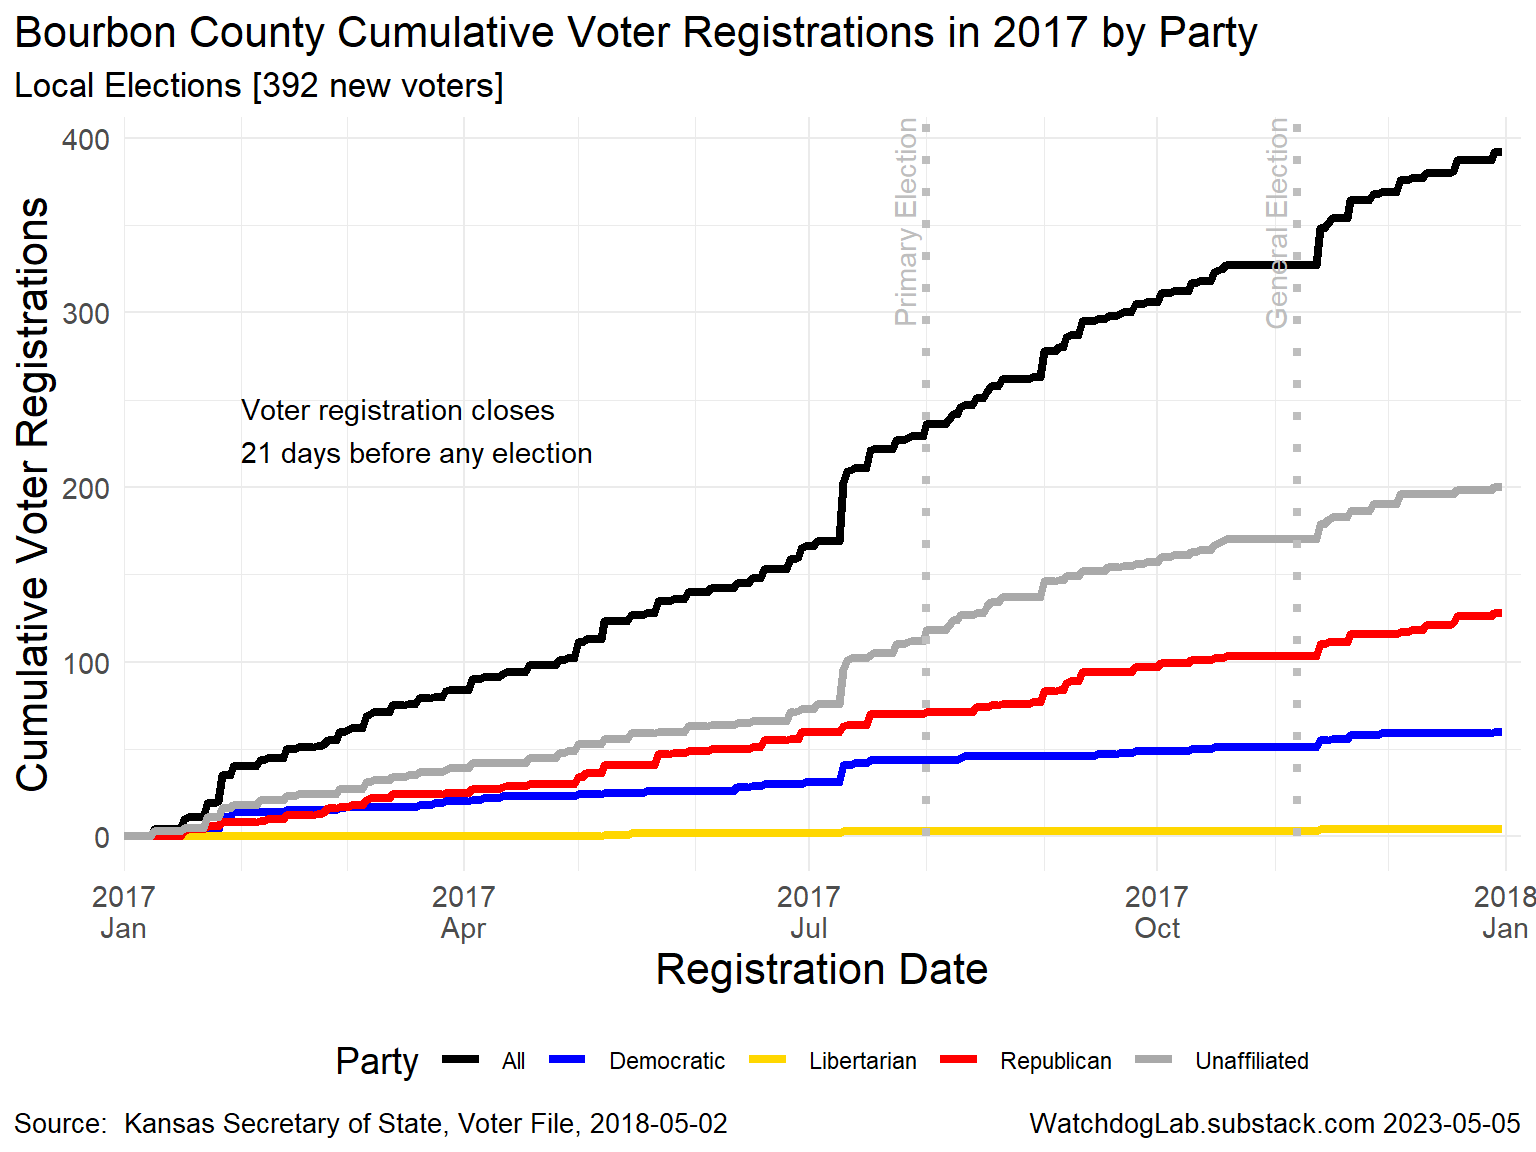 Bourbon County Cumulative Voter Registrations in 2017 by Party
Local Elections [392 new voters]
Cumulative Voter Registrations
400
300
200
100
0
Primary Election
General Election
Voter registration closes
21 days before any election
2017 2017 2017 2017 2018
Jan Apr Jul Oct Jan
Registration Date
Party All Democratic Libertarian Republican Unaffiliated
Source:  Kansas Secretary of State, Voter File, 2018-05-02
WatchdogLab.substack.com 2023-05-05